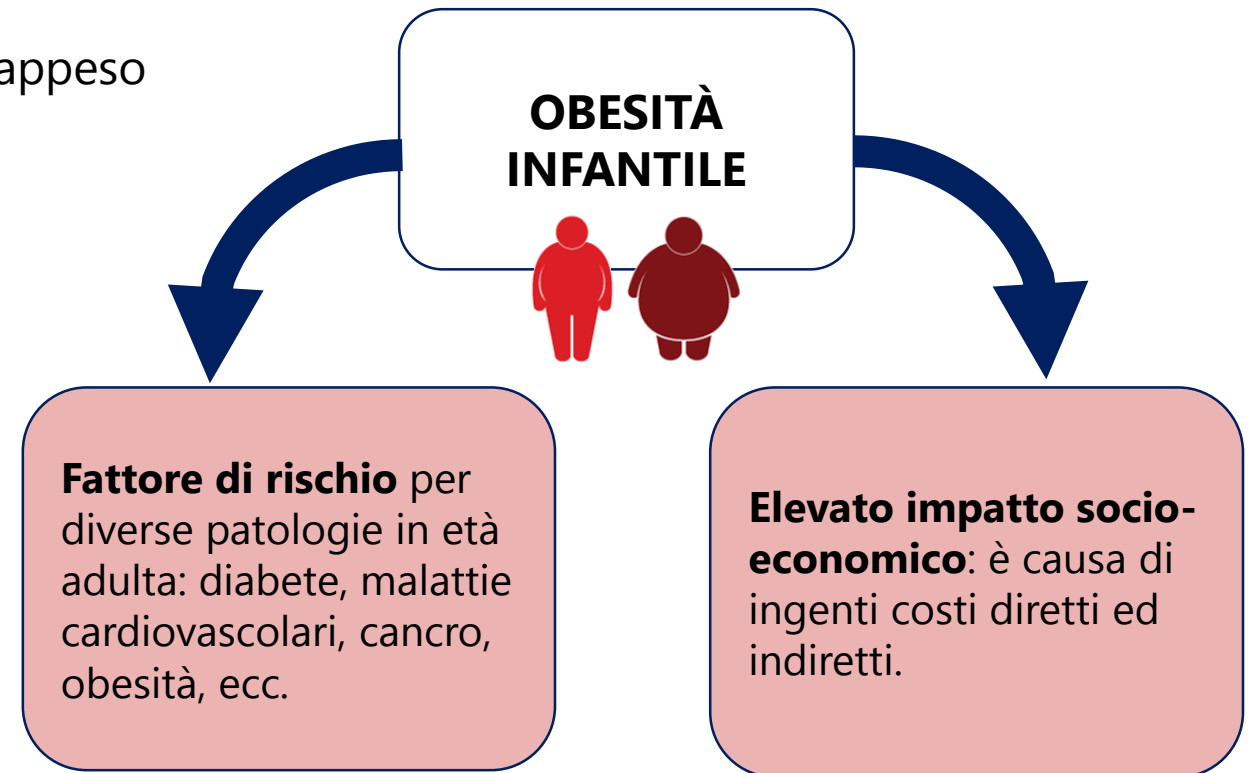 appeso
OBESITÀ
INFANTILE
Fattore di rischio per
diverse patologie in età
adulta: diabete, malattie
cardiovascolari, cancro,
obesità, ecc.
Elevato impatto socio-
economico: è causa di
ingenti costi diretti ed
indiretti.